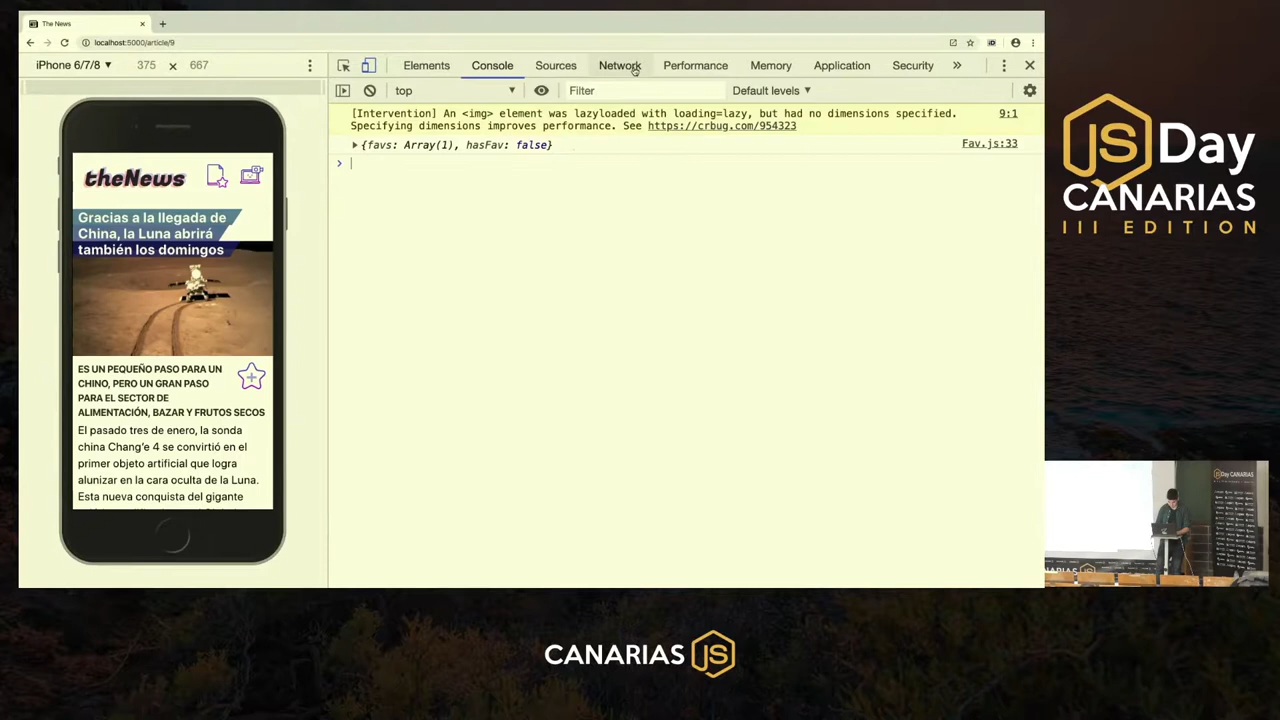 The News
localhost:5000/article/9
iPhone 6/7/8 ▼ 375 × 667
Elements Console Sources Network Performance Memory Application Security »
top ▼ Filter Default levels ▼
[Intervention] An <img> element was lazyloaded with loading=lazy, but had no dimensions specified. 9:1
Specifying dimensions improves performance. See https://crbug.com/954323
{favs: Array(1), hasFav: false} Fav.js:33
theNews
Gracias a la llegada de
China, la Luna abrirá
también los domingos
ES UN PEQUEÑO PASO PARA UN
CHINO, PERO UN GRAN PASO
PARA EL SECTOR DE
ALIMENTACIÓN, BAZAR Y FRUTOS SECOS
El pasado tres de enero, la sonda
china Chang'e 4 se convirtió en el
primer objeto artificial que logra
alunizar en la cara oculta de la Luna.
Esta nueva conquista del gigante
JS Day
CANARIAS
III EDITION
JSDay CANARIAS
CANARIAS JS